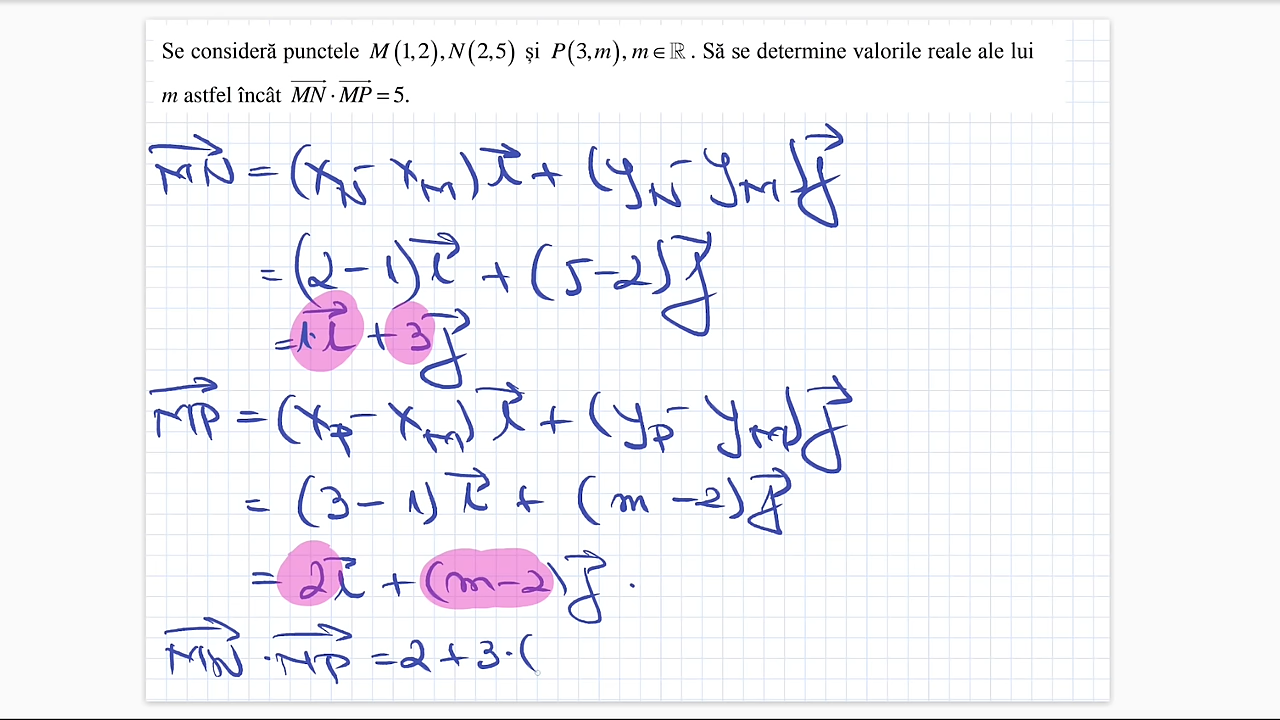 Se consideră punctele M(1,2), N(2,5) și P(3,m), m∈ℝ. Să se determine valorile reale ale lui
m astfel încât MN⃗ · MP⃗ = 5.
MN⃗ = (x_N - x_M) i⃗ + (y_N - y_M) j⃗
= (2 - 1) i⃗ + (5 - 2) j⃗
= 1·i⃗ + 3 j⃗
MP⃗ = (x_P - x_M) i⃗ + (y_P - y_M) j⃗
= (3 - 1) i⃗ + (m - 2) j⃗
= 2 i⃗ + (m - 2) j⃗ .
MN⃗ · MP⃗ = 2 + 3·(